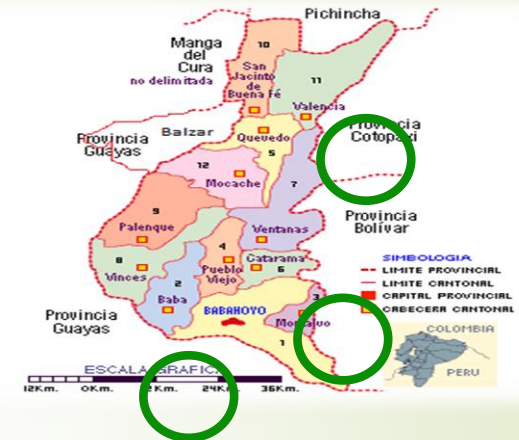 Pichincha
Manga
del
Cura
no delimitada
10
San
Jacinto
de
Buena Fé
11
Valencia
Provincia
Cotopaxi
Provincia
Guayas
Balzar
Quevedo
5
12
Mocache
7
9
Palenque
Ventanas
Provincia
Bolívar
8
Vinces
4
Pueblo
Viejo
Catarama
6
2
Baba
BABAHOYO
3
Montalvo
1
Provincia
Guayas
SIMBOLOGIA
LIMITE PROVINCIAL
LIMITE CANTONAL
CAPITAL PROVINCIAL
CABECERA CANTONAL
COLOMBIA
PERU
ESCALA GRAFICA
12Km. 0Km. 12Km. 24Km. 36Km.